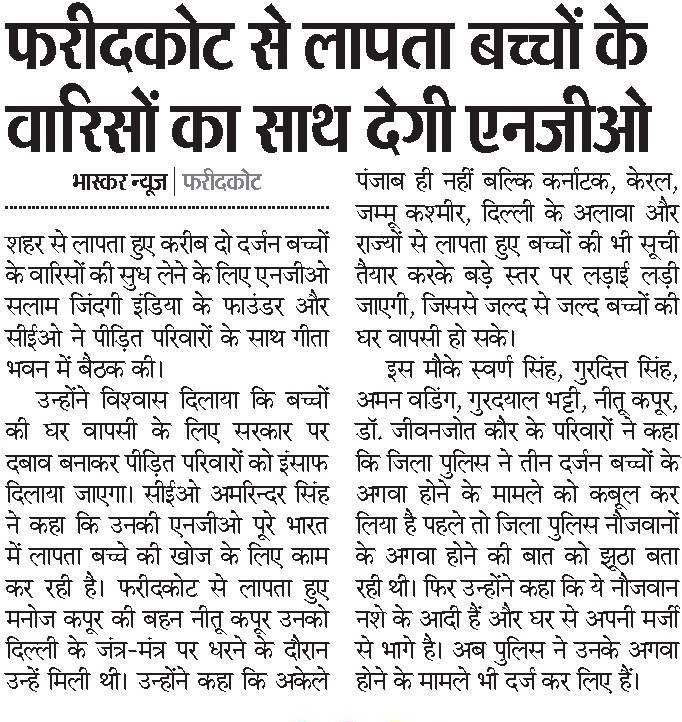 फरीदकोट से लापता बच्चों के
वारिसों का साथ देगी एनजीओ
भास्कर न्यूज | फरीदकोट
शहर से लापता हुए करीब दो दर्जन बच्चों
के वारिसों की सुध लेने के लिए एनजीओ
सलाम जिंदगी इंडिया के फाउंडर और
सीईओ ने पीड़ित परिवारों के साथ गीता
भवन में बैठक की।
उन्होंने विश्वास दिलाया कि बच्चों
की घर वापसी के लिए सरकार पर
दबाव बनाकर पीड़ित परिवारों को इंसाफ
दिलाया जाएगा। सीईओ अमरिन्दर सिंह
ने कहा कि उनकी एनजीओ पूरे भारत
में लापता बच्चे की खोज के लिए काम
कर रही है। फरीदकोट से लापता हुए
मनोज कपूर की बहन नीतू कपूर उनको
दिल्ली के जंत्र-मंत्र पर धरने के दौरान
उन्हें मिली थी। उन्होंने कहा कि अकेले
पंजाब ही नहीं बल्कि कर्नाटक, केरल,
जम्मू कश्मीर, दिल्ली के अलावा और
राज्यों से लापता हुए बच्चों की भी सूची
तैयार करके बड़े स्तर पर लड़ाई लड़ी
जाएगी, जिससे जल्द से जल्द बच्चों की
घर वापसी हो सके।
इस मौके स्वर्ण सिंह, गुरदित्त सिंह,
अमन वडिंग, गुरदयाल भट्टी, नीतू कपूर,
डॉ. जीवनजोत कौर के परिवारों ने कहा
कि जिला पुलिस ने तीन दर्जन बच्चों के
अगवा होने के मामले को कबूल कर
लिया है पहले तो जिला पुलिस नौजवानों
के अगवा होने की बात को झूठा बता
रही थी। फिर उन्होंने कहा कि ये नौजवान
नशे के आदी हैं और घर से अपनी मर्जी
से भागे है। अब पुलिस ने उनके अगवा
होने के मामले भी दर्ज कर लिए हैं।